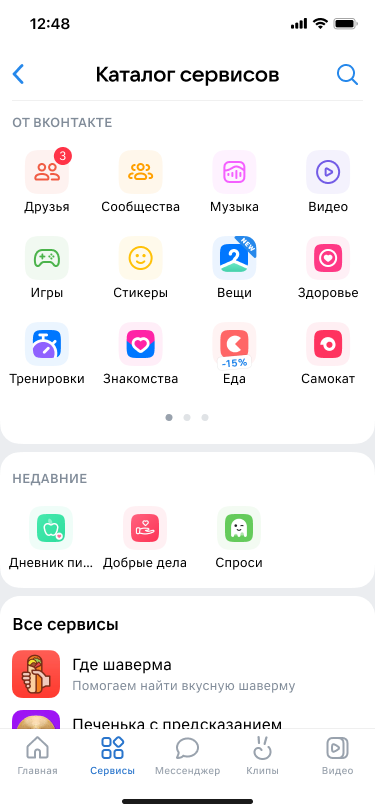 12:48
Каталог сервисов
ОТ ВКОНТАКТЕ
3
Друзья Сообщества Музыка Видео
NEW
Игры Стикеры Вещи Здоровье
-15%
Тренировки Знакомства Еда Самокат
НЕДАВНИЕ
Дневник пи... Добрые дела Спроси
Все сервисы
Где шаверма
Помогаем найти вкусную шаверму
Печенька с предсказанием
Главная Сервисы Мессенджер Клипы Видео